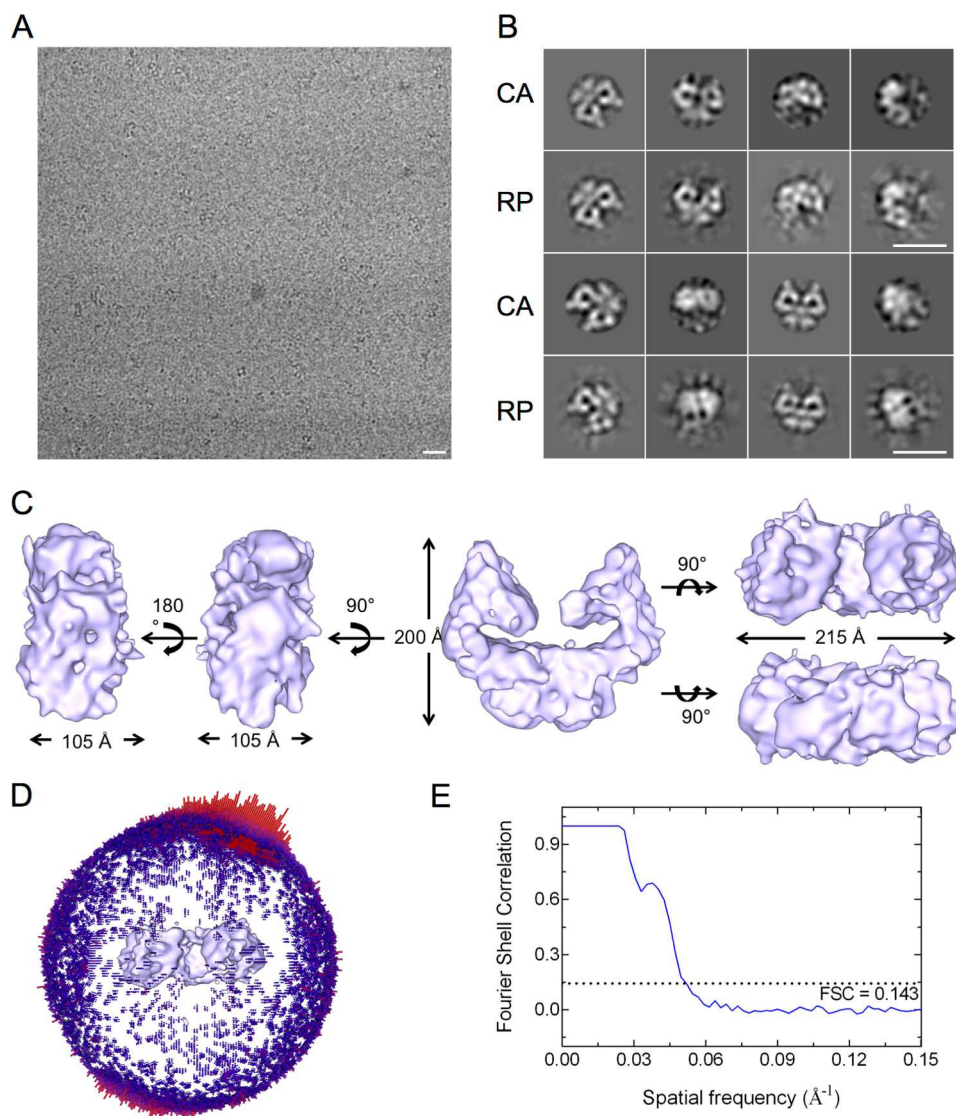 A
B
CA
RP
CA
RP
C
180
°
90°
200 Å
90°
90°
215 Å
105 Å
105 Å
D
E
0.9
0.6
0.3
0.0
FSC = 0.143
Fourier Shell Correlation
0.00
0.03
0.06
0.09
0.12
0.15
Spatial frequency (Å-1)